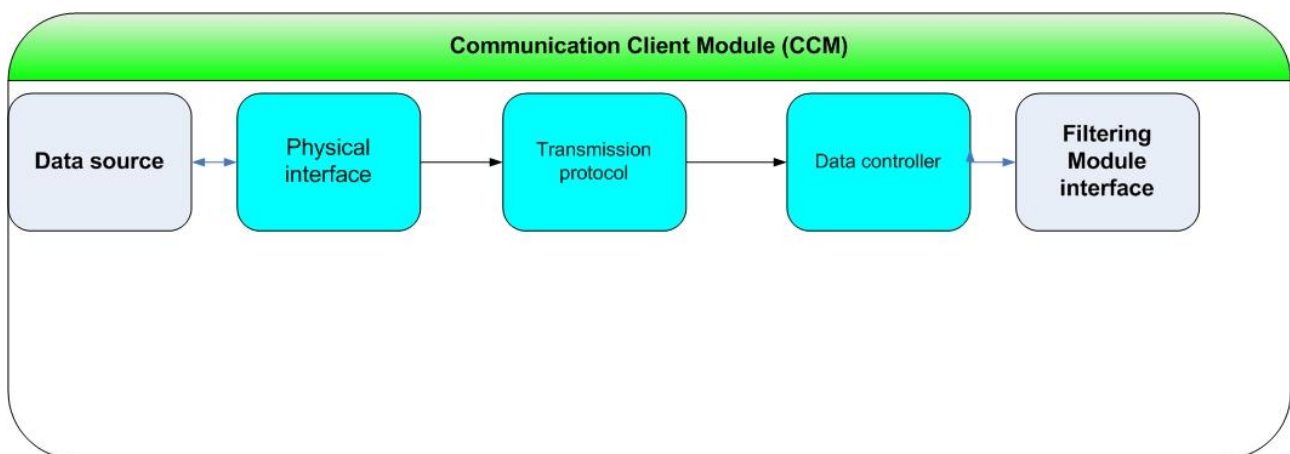 Communication Client Module (CCM)
Data source
Physical
interface
Transmission
protocol
Data controller
Filtering
Module
interface